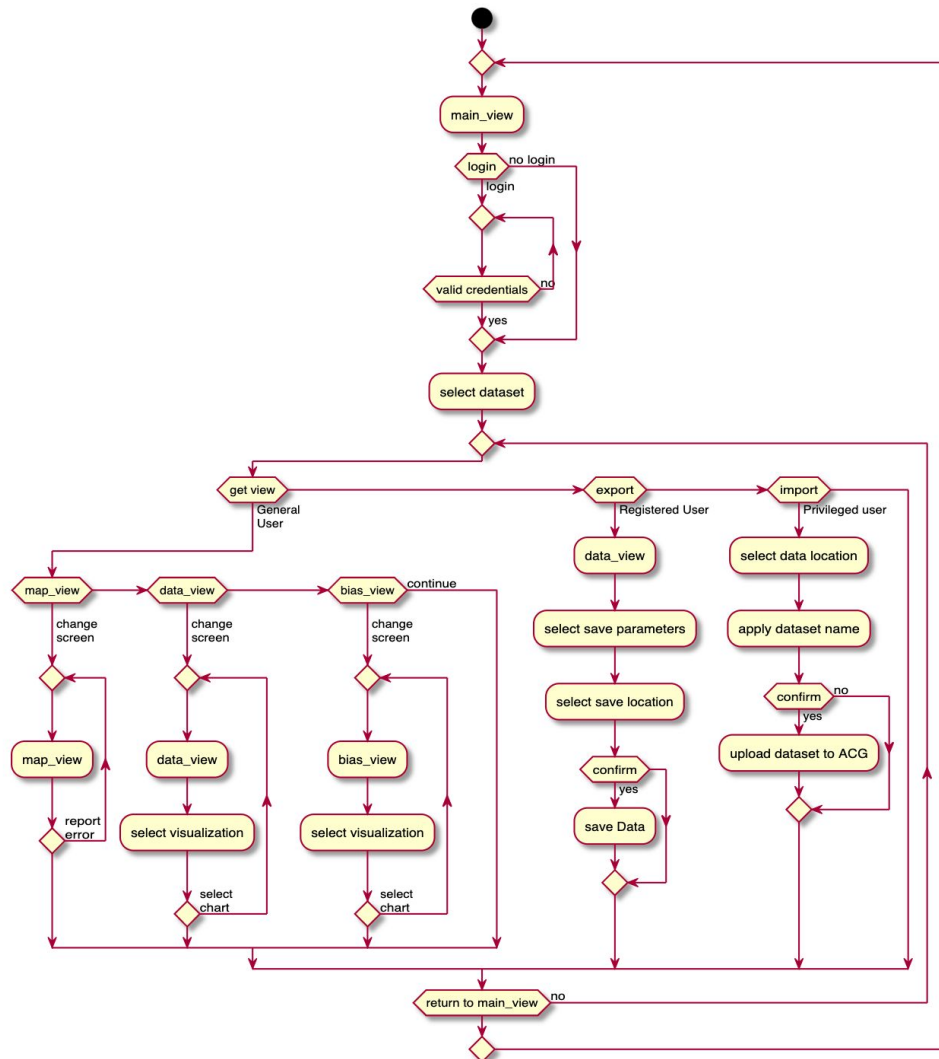 main_view
login
no login
login
valid credentials
no
yes
select dataset
get view
General
User
export
Registered User
import
Privileged user
data_view
select data location
map_view
data_view
bias_view
continue
change
screen
change
screen
change
screen
select save parameters
apply dataset name
select save location
confirm
no
yes
map_view
data_view
bias_view
upload dataset to ACG
confirm
yes
report
error
select visualization
select visualization
save Data
select
chart
select
chart
return to main_view
no